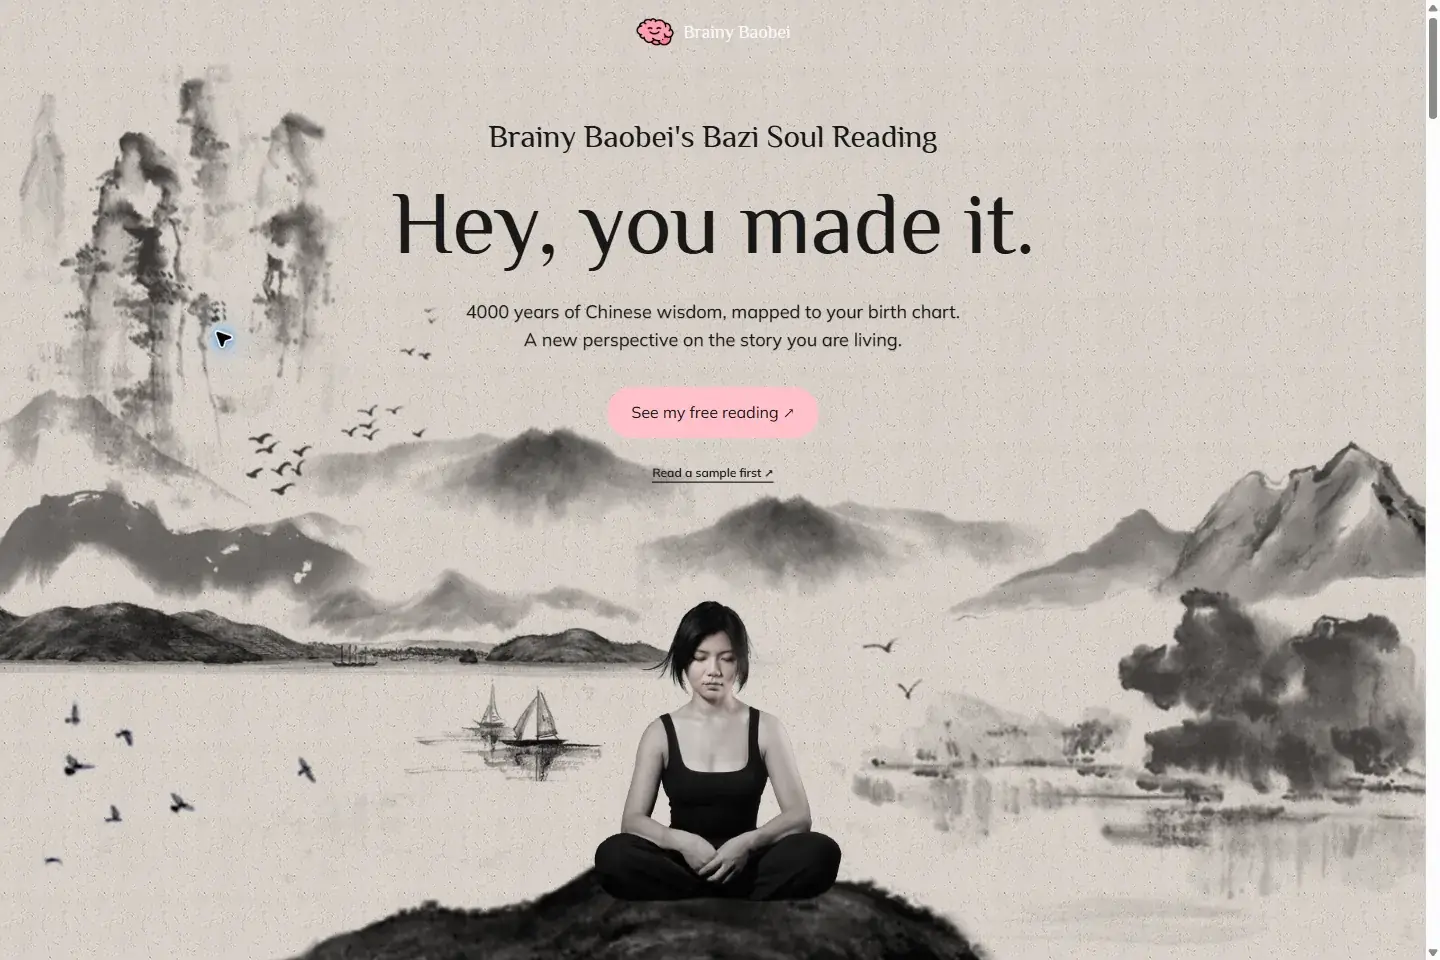 Brainy Baobei
Brainy Baobei's Bazi Soul Reading
Hey, you made it.
4000 years of Chinese wisdom, mapped to your birth chart.
A new perspective on the story you are living.
See my free reading ↗
Read a sample first ↗